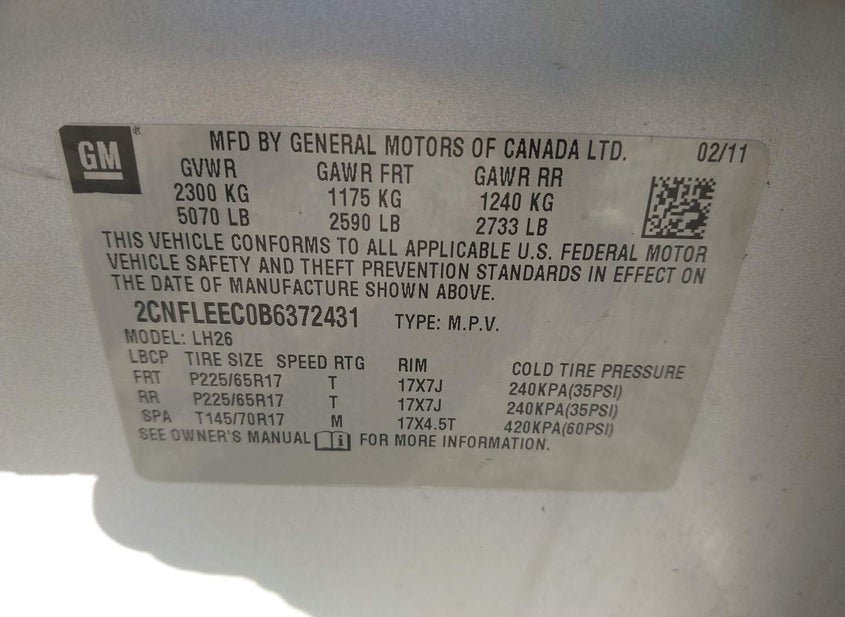 GM
MFD BY GENERAL MOTORS OF CANADA LTD. 02/11
GVWR GAWR FRT GAWR RR
2300 KG 1175 KG 1240 KG
5070 LB 2590 LB 2733 LB
THIS VEHICLE CONFORMS TO ALL APPLICABLE U.S. FEDERAL MOTOR
VEHICLE SAFETY AND THEFT PREVENTION STANDARDS IN EFFECT ON
THE DATE OF MANUFACTURE SHOWN ABOVE.
2CNFLEEC0B6372431 TYPE: M.P.V.
MODEL: LH26
LBCP TIRE SIZE SPEED RTG RIM COLD TIRE PRESSURE
FRT P225/65R17 T 17X7J 240KPA(35PSI)
RR P225/65R17 T 17X7J 240KPA(35PSI)
SPA T145/70R17 M 17X4.5T 420KPA(60PSI)
SEE OWNER'S MANUAL FOR MORE INFORMATION.